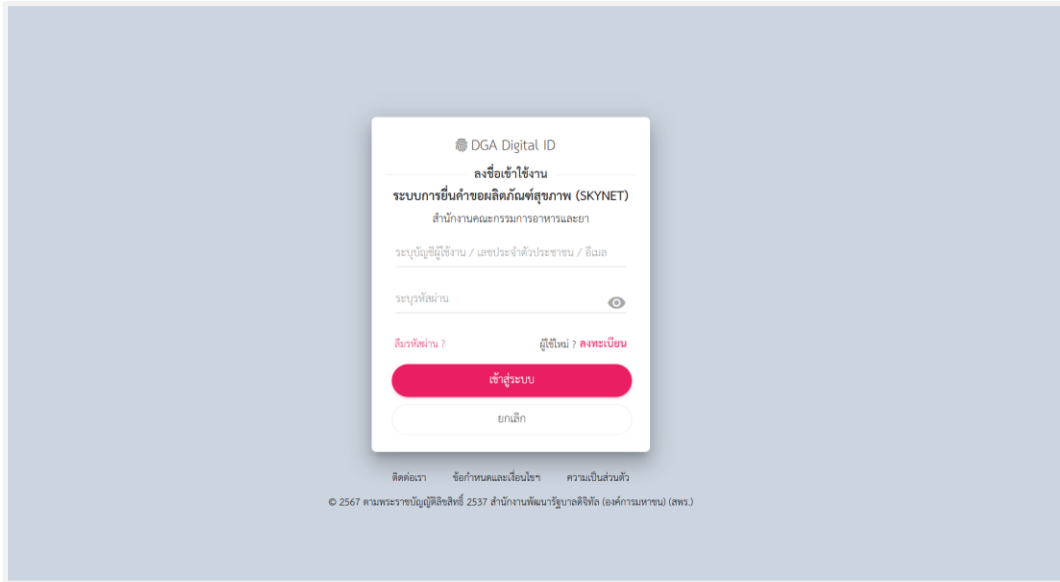 DGA Digital ID
ลงชื่อเข้าใช้งาน
ระบบการยื่นคำขอผลิตภัณฑ์สุขภาพ (SKYNET)
สำนักงานคณะกรรมการอาหารและยา
ระบุบัญชีผู้ใช้งาน / เลขประจำตัวประชาชน / อีเมล
ระบุรหัสผ่าน
ลืมรหัสผ่าน ? ผู้ใช้ใหม่ ? ลงทะเบียน
เข้าสู่ระบบ
ยกเลิก
ติดต่อเรา ข้อกำหนดและเงื่อนไขฯ ความเป็นส่วนตัว
© 2567 ตามพระราชบัญญัติลิขสิทธิ์ 2537 สำนักงานพัฒนารัฐบาลดิจิทัล (องค์การมหาชน) (สพร.)